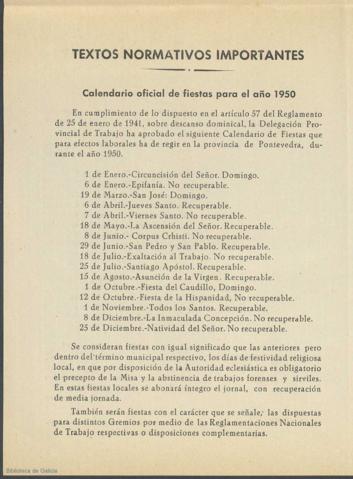 TEXTOS NORMATIVOS IMPORTANTES
Calendario oficial de fiestas para el año 1950
En cumplimiento de lo dispuesto en el artículo 57 del Reglamento
de 25 de enero de 1941, sobre descanso dominical, la Delegación Pro-
vincial de Trabajo ha aprobado el siguiente Calendario de Fiestas que
para efectos laborales ha de regir en la provincia de Pontevedra, du-
rante el año 1950.
1 de Enero.-Circuncisión del Señor. Domingo.
6 de Enero.-Epifanía. No recuperable.
19 de Marzo.-San José: Domingo.
6 de Abril.-Jueves Santo. Recuperable.
7 de Abril.-Viernes Santo. No recuperable.
18 de Mayo.-La Ascensión del Señor. Recuperable.
8 de Junio.- Corpus Crhisti. No recuperable.
29 de Junio.-San Pedro y San Pablo. Recuperable.
18 de Julio.-Exaltación al Trabajo. No recuperable.
25 de Julio.-Santiago Apóstol. Recuperable.
15 de Agosto.-Asunción de la Virgen. Recuperable.
1 de Octubre.-Fiesta del Caudillo, Domingo.
12 de Octubre.-Fiesta de la Hispanidad, No recuperable.
1 de Noviembre.-Todos los Santos. Recuperable.
8 de Diciembre.-La Inmaculada Concepción. No recuperable.
25 de Diciembre.-Natividad del Señor. No recuperable.
Se consideran fiestas con igual significado que las anteriores pero
dentro del término municipal respectivo, los días de festividad religiosa
local, en que por disposición de la Autoridad eclesiástica es obligatorio
el precepto de la Misa y la abstinencia de trabajos forenses y sirviles.
En estas fiestas locales se abonará íntegro el jornal, con recuperación
de media jornada.
También serán fiestas con el carácter que se señale, las dispuestas
para distintos Gremios por medio de las Reglamentaciones Nacionales
de Trabajo respectivas o disposiciones complementarias.
Biblioteca de Galicia